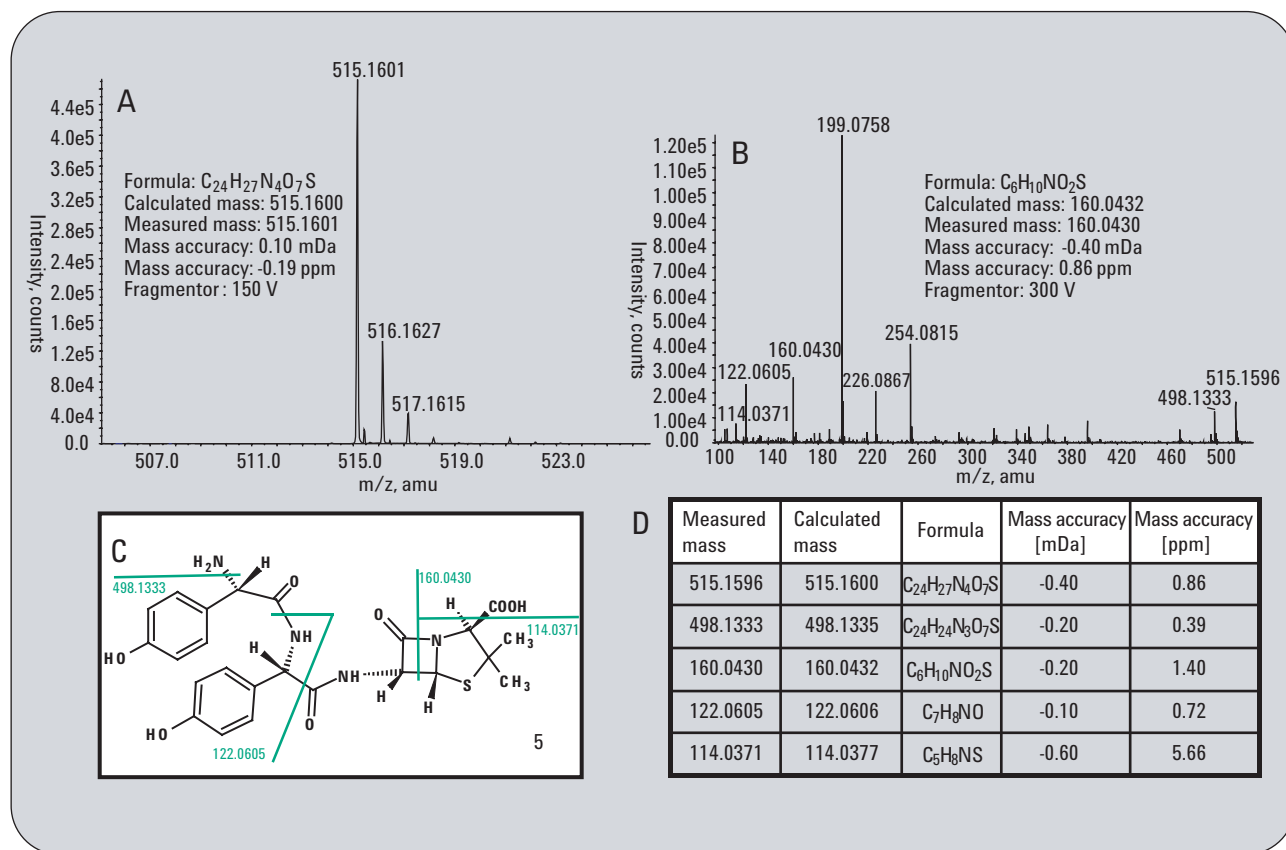 A
515.1601
4.4e5
4.0e5
3.6e5
3.2e5
2.8e5
2.4e5
2.0e5
1.6e5
1.2e5
8.0e4
4.0e4
0.0
Intensity, counts
Formula: C24H27N4O7S
Calculated mass: 515.1600
Measured mass: 515.1601
Mass accuracy: 0.10 mDa
Mass accuracy: -0.19 ppm
Fragmentor : 150 V
516.1627
517.1615
507.0 511.0 515.0 519.0 523.0
m/z, amu
B
199.0758
1.20e5
1.10e5
1.00e5
9.00e4
8.00e4
7.00e4
6.00e4
5.00e4
4.00e4
3.00e4
2.00e4
1.00e4
0.00
Intensity, counts
Formula: C6H10NO2S
Calculated mass: 160.0432
Measured mass: 160.0430
Mass accuracy: -0.40 mDa
Mass accuracy: 0.86 ppm
Fragmentor: 300 V
254.0815
160.0430
122.0605
226.0867
114.0371
515.1596
498.1333
100 140 180 220 260 300 340 380 420 460 500
m/z, amu
C
H2N
H
498.1333
O
NH
HO
H
O
NH
HO
122.0605
160.0430
H
COOH
114.0371
O
N
CH3
CH3
S
H
H
5
D
Measured mass Calculated mass Formula Mass accuracy [mDa] Mass accuracy [ppm]
515.1596 515.1600 C24H27N4O7S -0.40 0.86
498.1333 498.1335 C24H24N3O7S -0.20 0.39
160.0430 160.0432 C6H10NO2S -0.20 1.40
122.0605 122.0606 C7H8NO -0.10 0.72
114.0371 114.0377 C5H8NS -0.60 5.66